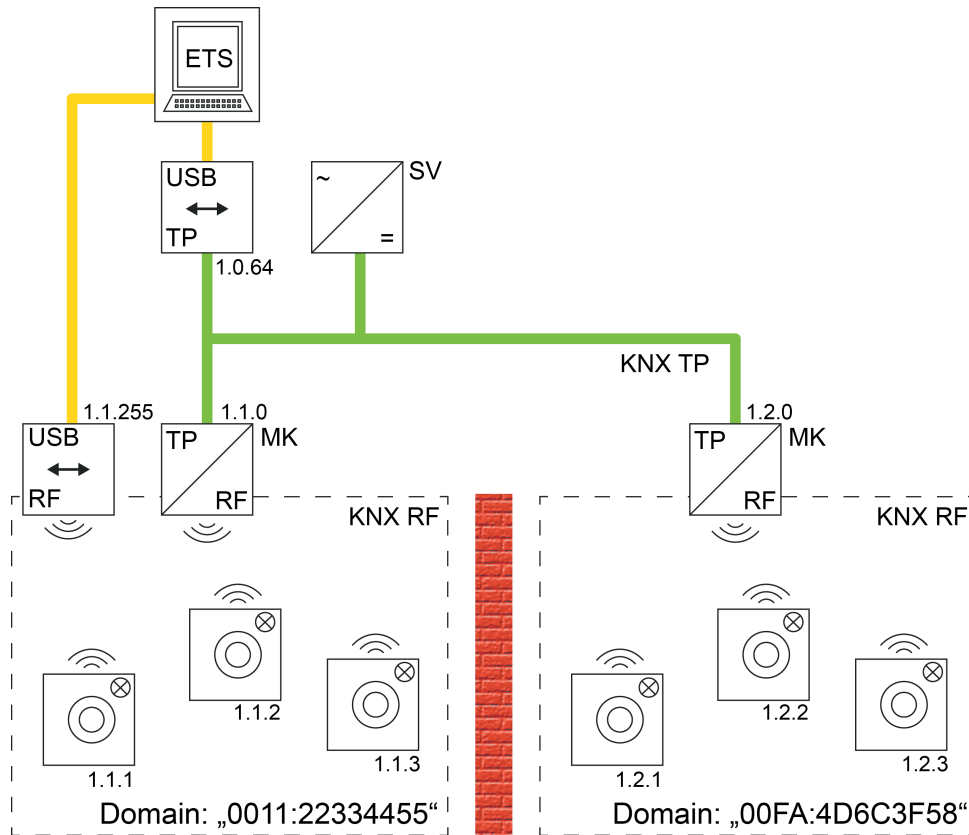 ETS
USB
TP
1.0.64
~
=
SV
KNX TP
1.1.255
USB
RF
1.1.0
TP
RF
MK
1.2.0
TP
RF
MK
KNX RF
1.1.1
1.1.2
1.1.3
Domain: „0011:22334455“
KNX RF
1.2.1
1.2.2
1.2.3
Domain: „00FA:4D6C3F58“